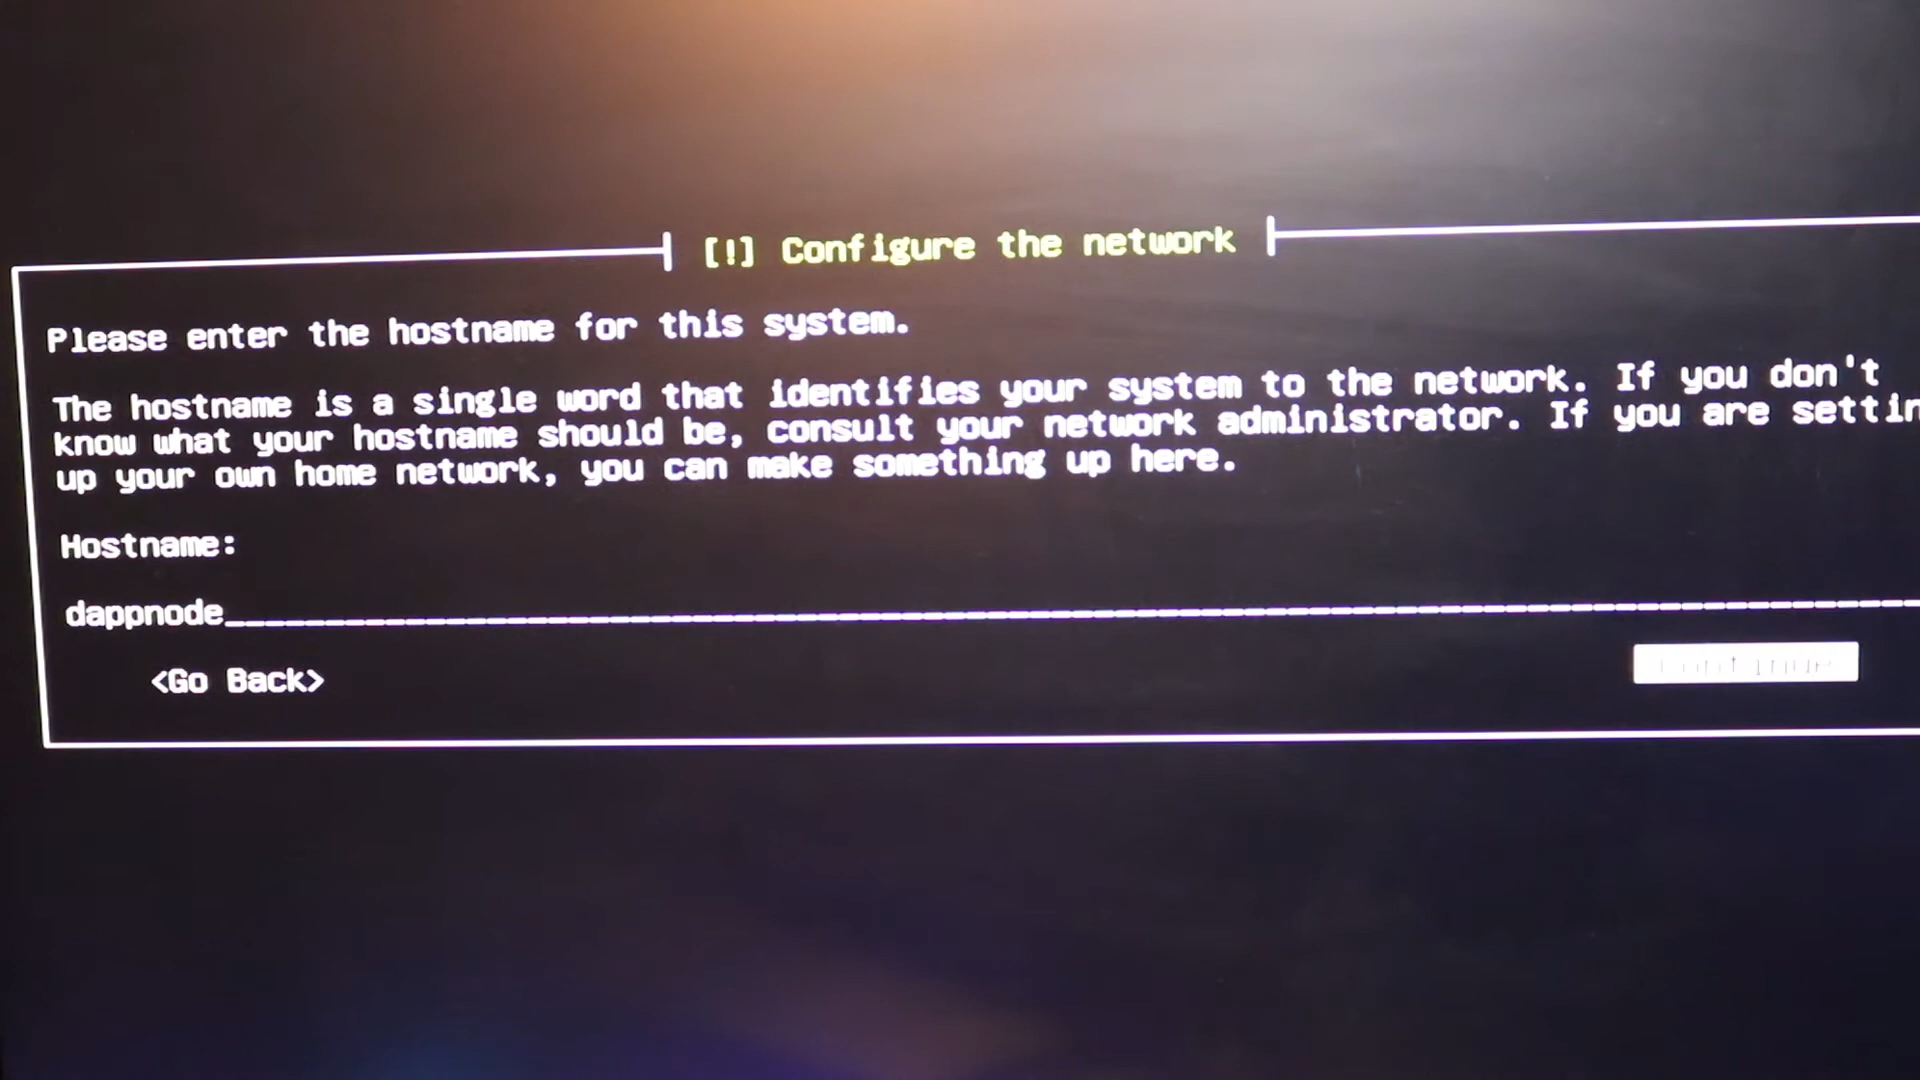 [!] Configure the network
Please enter the hostname for this system.
The hostname is a single word that identifies your system to the network. If you don't
know what your hostname should be, consult your network administrator. If you are settin
up your own home network, you can make something up here.
Hostname:
dappnode
<Go Back>
<Continue>